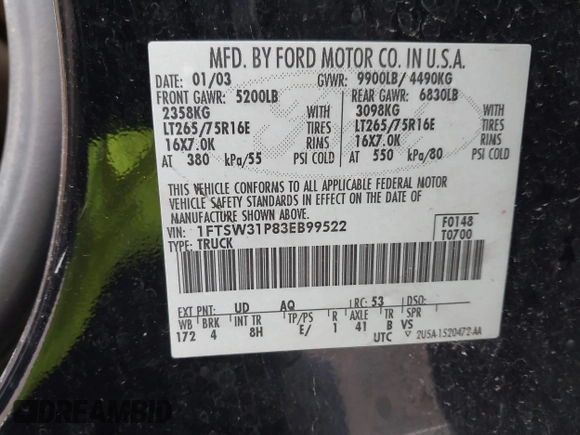 MFD. BY FORD MOTOR CO. IN U.S.A.
DATE: 01/03 GVWR: 9900LB/ 4490KG
FRONT GAWR: 5200LB REAR GAWR: 6830LB
2358KG WITH 3098KG WITH
LT265/75R16E TIRES LT265/75R16E TIRES
16X7.0K RIMS 16X7.0K RIMS
AT 380 kPa/55 PSI COLD AT 550 kPa/80 PSI COLD
THIS VEHICLE CONFORMS TO ALL APPLICABLE FEDERAL MOTOR
VEHICLE SAFETY STANDARDS IN EFFECT ON THE DATE OF
MANUFACTURE SHOWN ABOVE.
VIN: 1FTSW31P83EB99522 F0148
TYPE: TRUCK T0700
EXT PNT: UD AQ RC: 53 DSO:
WB BRK INT TR TP/PS R AXLE TR SPR
172 4 8H E/ 1 41 B VS
UTC 2U5A-1520472-AA
DREAMBID